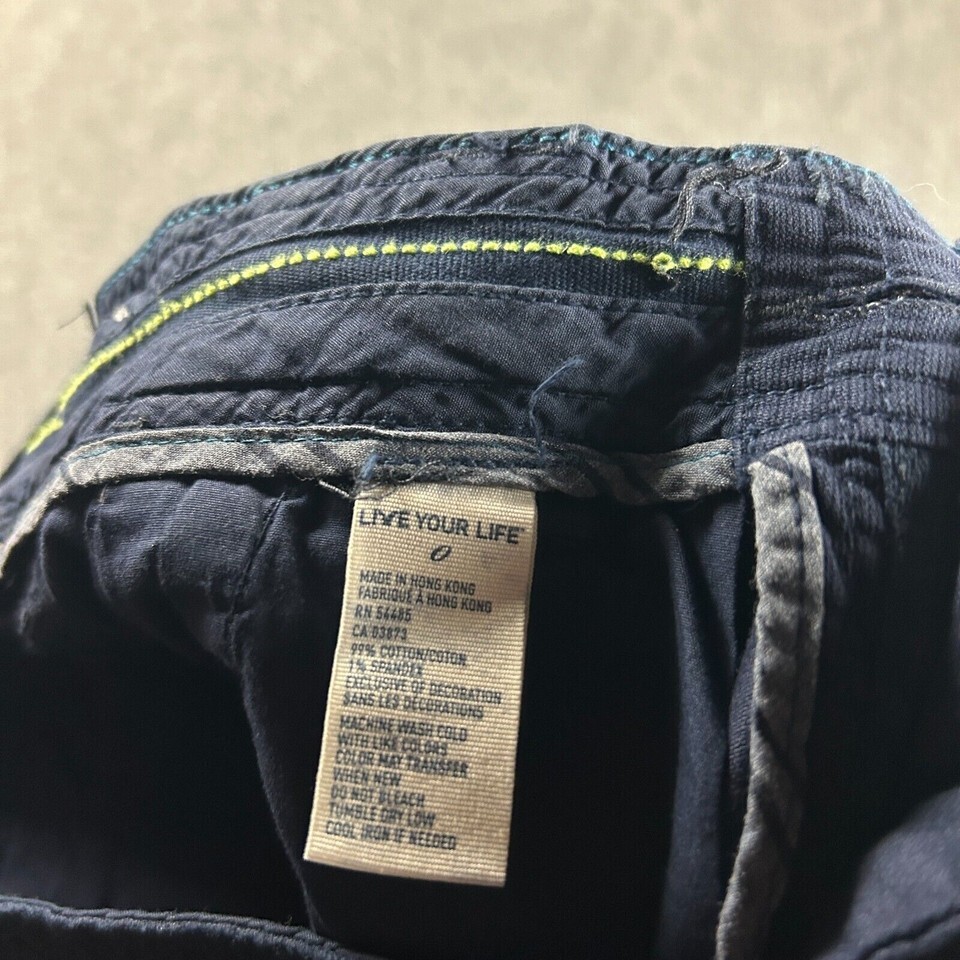 LIVE YOUR LIFE™
0
MADE IN HONG KONG
FABRIQUÉ À HONG KONG
RN 54485
CA 03873
99% COTTON/COTON
1% SPANDEX
EXCLUSIVE OF DECORATION
SANS LES DÉCORATIONS
MACHINE WASH COLD
WITH LIKE COLORS
COLOR MAY TRANSFER
WHEN NEW
DO NOT BLEACH
TUMBLE DRY LOW
COOL IRON IF NEEDED